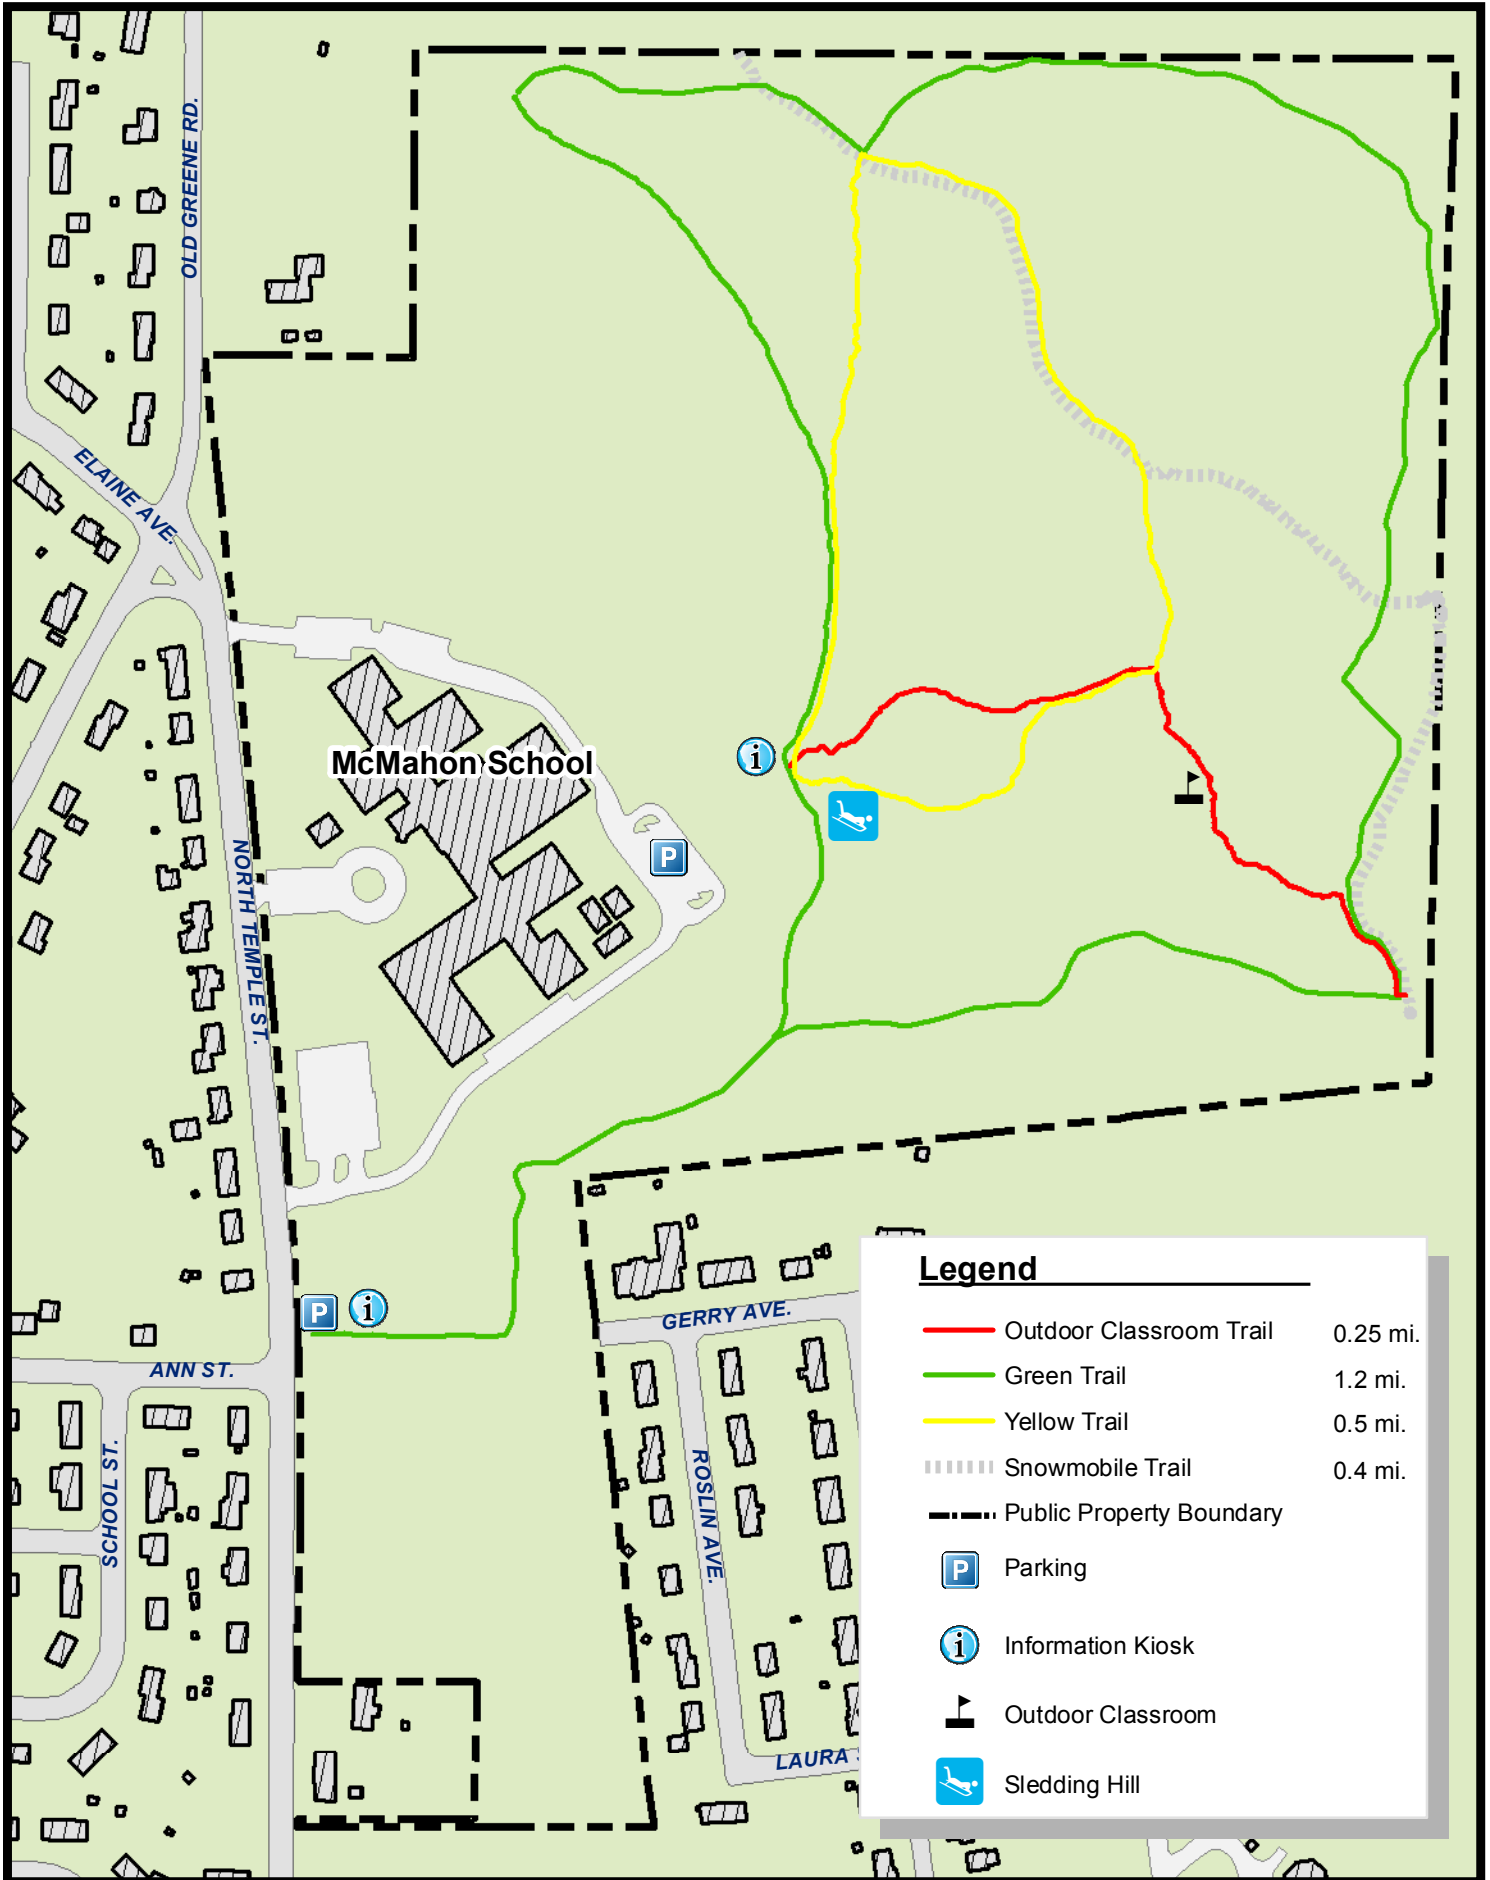 OLD GREENE RD.
ELAINE AVE.
McMahon School
i
P
NORTH TEMPLE ST.
P
i
ANN ST.
SCHOOL ST.
GERRY AVE.
ROSLIN AVE.
LAURA
Legend
Outdoor Classroom Trail 0.25 mi.
Green Trail 1.2 mi.
Yellow Trail 0.5 mi.
Snowmobile Trail 0.4 mi.
Public Property Boundary
P Parking
i Information Kiosk
Outdoor Classroom
Sledding Hill